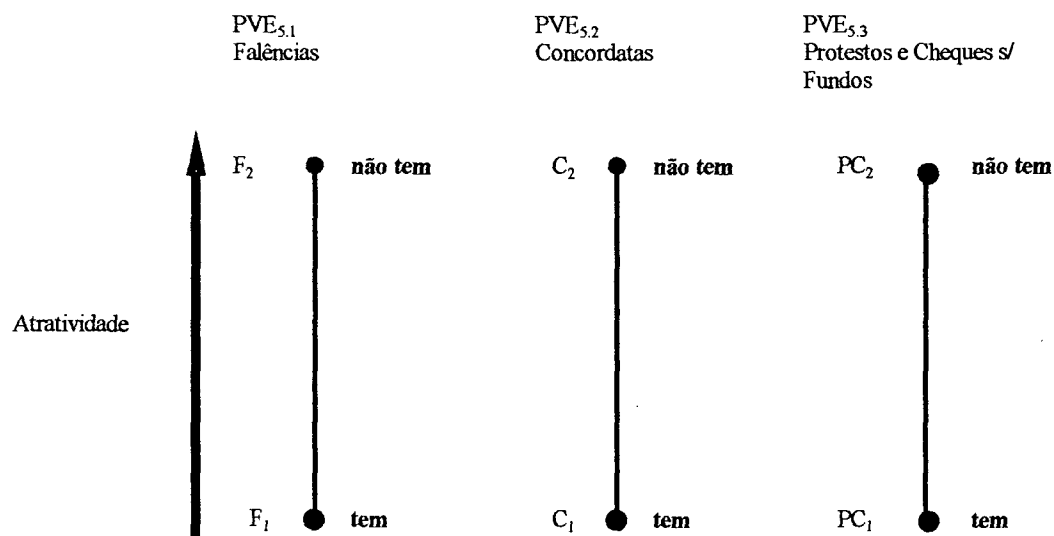 PVE5.1
Falências
PVE5.2
Concordatas
PVE5.3
Protestos e Cheques s/
Fundos
F2 não tem
C2 não tem
PC2 não tem
Atratividade
F1 tem
C1 tem
PC1 tem